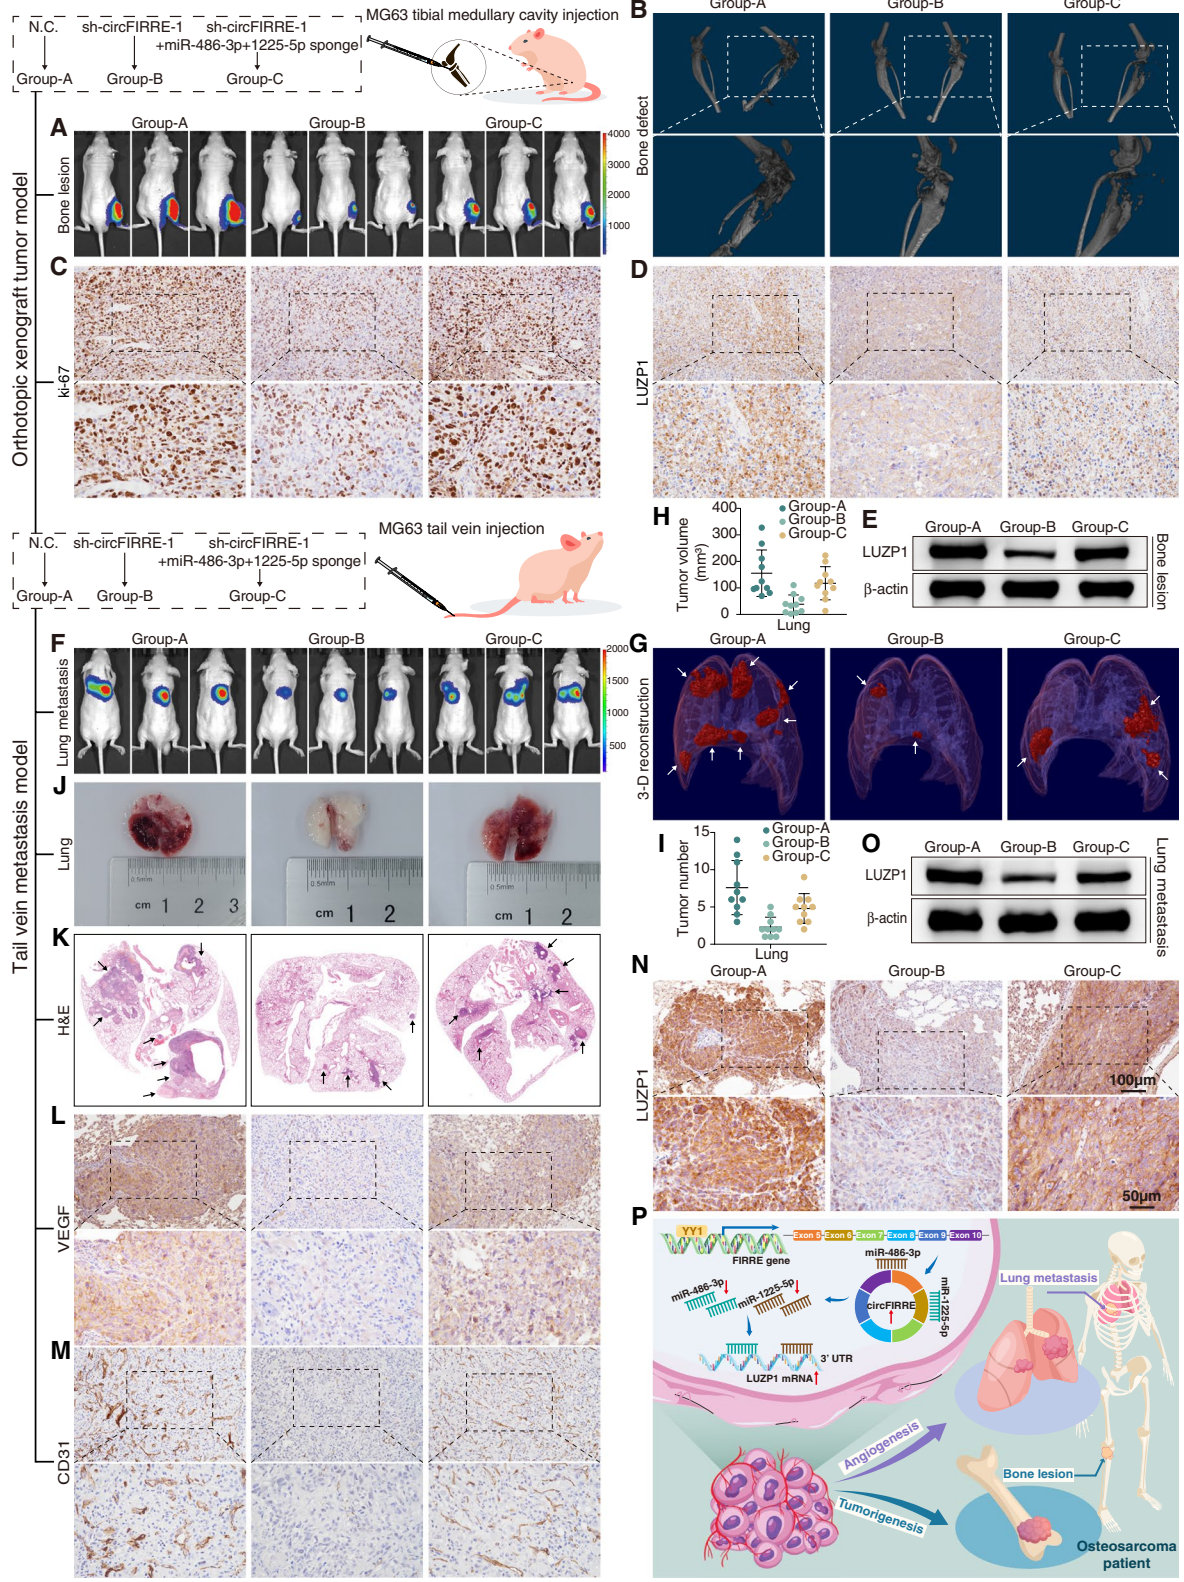 N.C. sh-circFIRRE-1 sh-circFIRRE-1
+miR-486-3p+1225-5p sponge
Group-A Group-B Group-C
MG63 tibial medullary cavity injection
Orthotopic xenograft tumor model
A
Group-A Group-B Group-C
Bone lesion
4000
3000
2000
1000
B
Group-A Group-B Group-C
Bone defect
C
ki-67
D
LUZP1
N.C. sh-circFIRRE-1 sh-circFIRRE-1
+miR-486-3p+1225-5p sponge
Group-A Group-B Group-C
MG63 tail vein injection
Tail vein metastasis model
H
Tumor volume
(mm³)
400
300
200
100
0
Group-A
Group-B
Group-C
Lung
E
Group-A Group-B Group-C
LUZP1
β-actin
Bone lesion
F
Group-A Group-B Group-C
Lung metastasis
2000
1500
1000
500
G
Group-A Group-B Group-C
3-D reconstruction
J
Lung
0.5mm
cm 1 2 3
0.5mm
cm 1 2
0.5mm
cm 1 2
I
Tumor number
15
10
5
0
Group-A
Group-B
Group-C
Lung
O
Group-A Group-B Group-C
LUZP1
β-actin
Lung metastasis
K
H&E
N
Group-A Group-B Group-C
LUZP1
100μm
50μm
L
VEGF
M
CD31
P
YY1
FIRRE gene
Exon 5 Exon 6 Exon 7 Exon 8 Exon 9 Exon 10
miR-486-3p
miR-1225-5p
circFIRRE
miR-486-3p
miR-1225-5p
3' UTR
LUZP1 mRNA
Angiogenesis
Tumorigenesis
Lung metastasis
Bone lesion
Osteosarcoma
patient